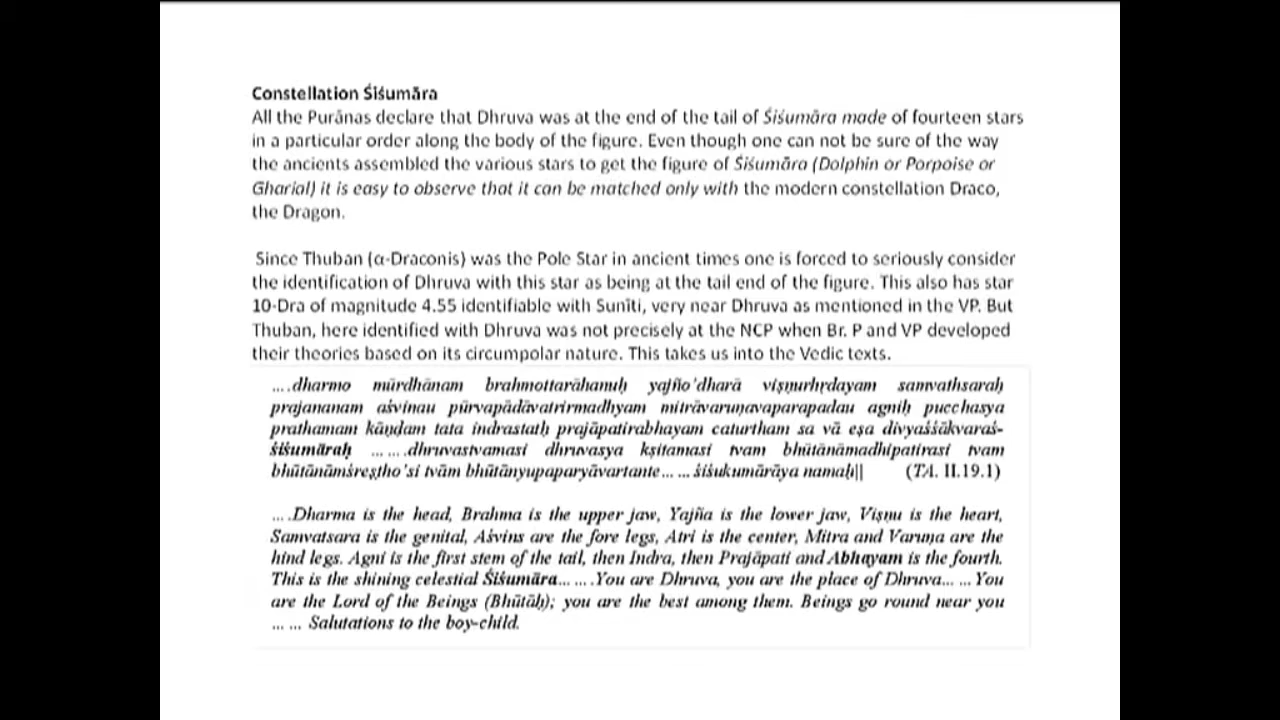 Constellation Śiśumāra
All the Purānas declare that Dhruva was at the end of the tail of Śiśumāra made of fourteen stars
in a particular order along the body of the figure. Even though one can not be sure of the way
the ancients assembled the various stars to get the figure of Śiśumāra (Dolphin or Porpoise or
Gharial) it is easy to observe that it can be matched only with the modern constellation Draco,
the Dragon.
Since Thuban (α-Draconis) was the Pole Star in ancient times one is forced to seriously consider
the identification of Dhruva with this star as being at the tail end of the figure. This also has star
10-Dra of magnitude 4.55 identifiable with Sunīti, very near Dhruva as mentioned in the VP. But
Thuban, here identified with Dhruva was not precisely at the NCP when Br. P and VP developed
their theories based on its circumpolar nature. This takes us into the Vedic texts.
... .dharmo mūrdhānam brahmottarāhanuḥ yajño'dharā viṣṇurhṛdayam samvathsaraḥ
prajananam aśvinau pūrvapādāvatrirmadhyam mitrāvaruṇavaparapadau agniḥ pucchasya
prathamam kāṇḍam tata indrastaṭḥ prajāpatirabhayam caturtham sa vā eṣa divyaśśākvaraś-
śiśumāraḥ ... ... .dhruvastvamasi dhruvasya kṣitamasi tvam bhūtānāmadhipatirasi tvam
bhūtānāmśreṣṭho'si tvām bhūtānyupaparyāvartante... ... śiśukumārāya namaḥ|| (TA. II.19.1)
... .Dharma is the head, Brahma is the upper jaw, Yajña is the lower jaw, Viṣṇu is the heart,
Samvatsara is the genital, Aśvins are the fore legs, Atri is the center, Mitra and Varuṇa are the
hind legs. Agni is the first stem of the tail, then Indra, then Prajāpati and Abhayam is the fourth.
This is the shining celestial Śiśumāra... ... .You are Dhruva, you are the place of Dhruva... ... You
are the Lord of the Beings (Bhūtāḥ); you are the best among them. Beings go round near you
... ... Salutations to the boy-child.